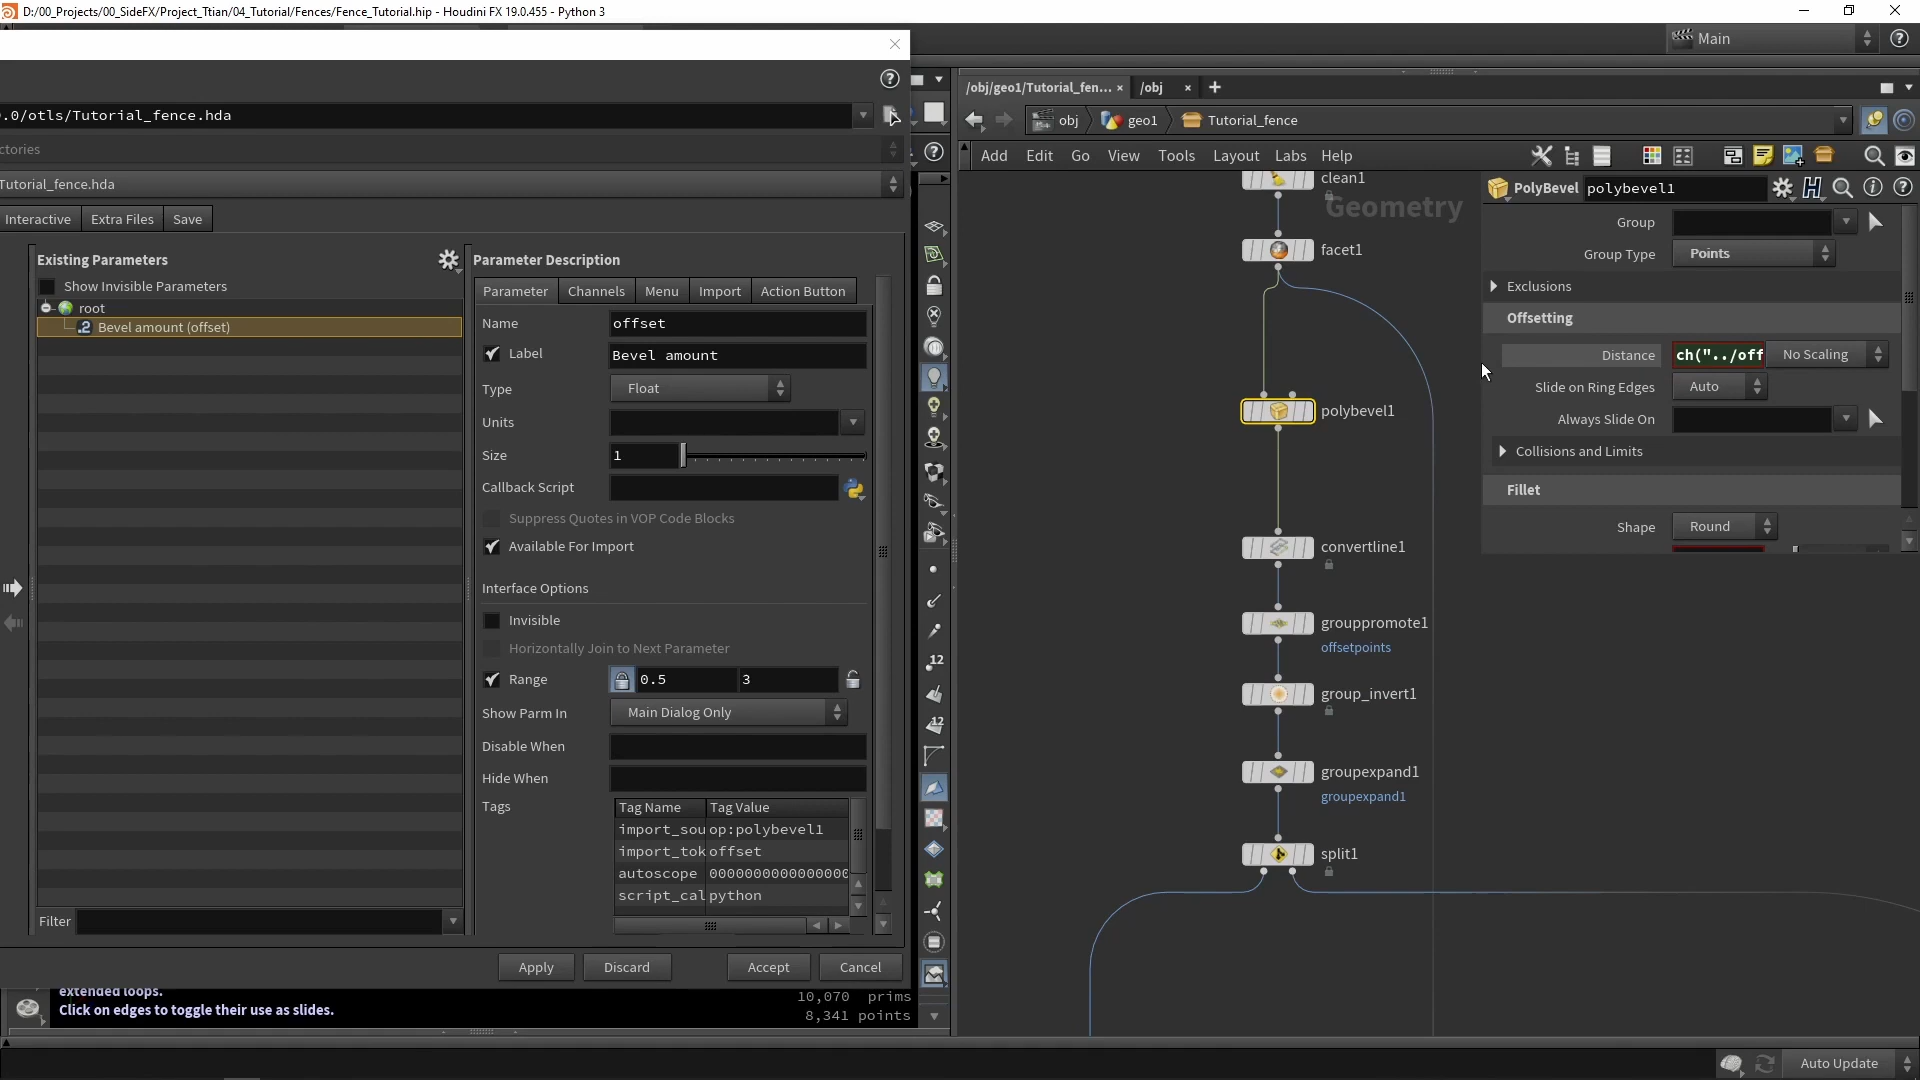 D:/00_Projects/00_SideFX/Project_Ttian/04_Tutorial/Fences/Fence_Tutorial.hip - Houdini FX 19.0.455 - Python 3
Main
.0/otls/Tutorial_fence.hda
ctories
Tutorial_fence.hda
Interactive
Extra Files
Save
Existing Parameters
Show Invisible Parameters
root
.2 Bevel amount (offset)
Filter
Parameter Description
Parameter
Channels
Menu
Import
Action Button
Name
offset
Label
Bevel amount
Type
Float
Units
Size
1
Callback Script
Suppress Quotes in VOP Code Blocks
Available For Import
Interface Options
Invisible
Horizontally Join to Next Parameter
Range
0.5
3
Show Parm In
Main Dialog Only
Disable When
Hide When
Tags
Tag Name
Tag Value
import_sou
op:polybevel1
import_tok
offset
autoscope
0000000000000000
script_cal
python
Apply
Discard
Accept
Cancel
extended loops.
Click on edges to toggle their use as slides.
10,070 prims
8,341 points
12
12
/obj/geo1/Tutorial_fen...
/obj
obj
geo1
Tutorial_fence
Add
Edit
Go
View
Tools
Layout
Labs
Help
Geometry
clean1
facet1
polybevel1
convertline1
grouppromote1
offsetpoints
group_invert1
groupexpand1
groupexpand1
split1
PolyBevel
polybevel1
Group
Group Type
Points
Exclusions
Offsetting
Distance
ch("../off
No Scaling
Slide on Ring Edges
Auto
Always Slide On
Collisions and Limits
Fillet
Shape
Round
Auto Update